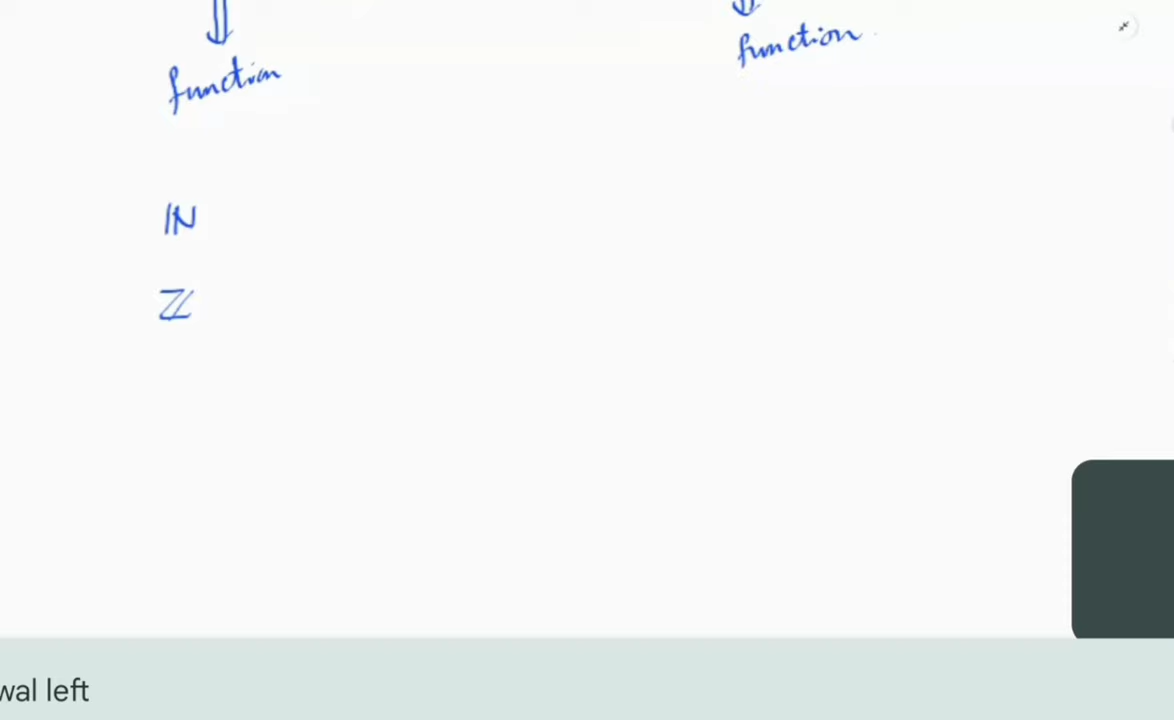 ⇓ ⇓
function function
ℕ
ℤ
wal left